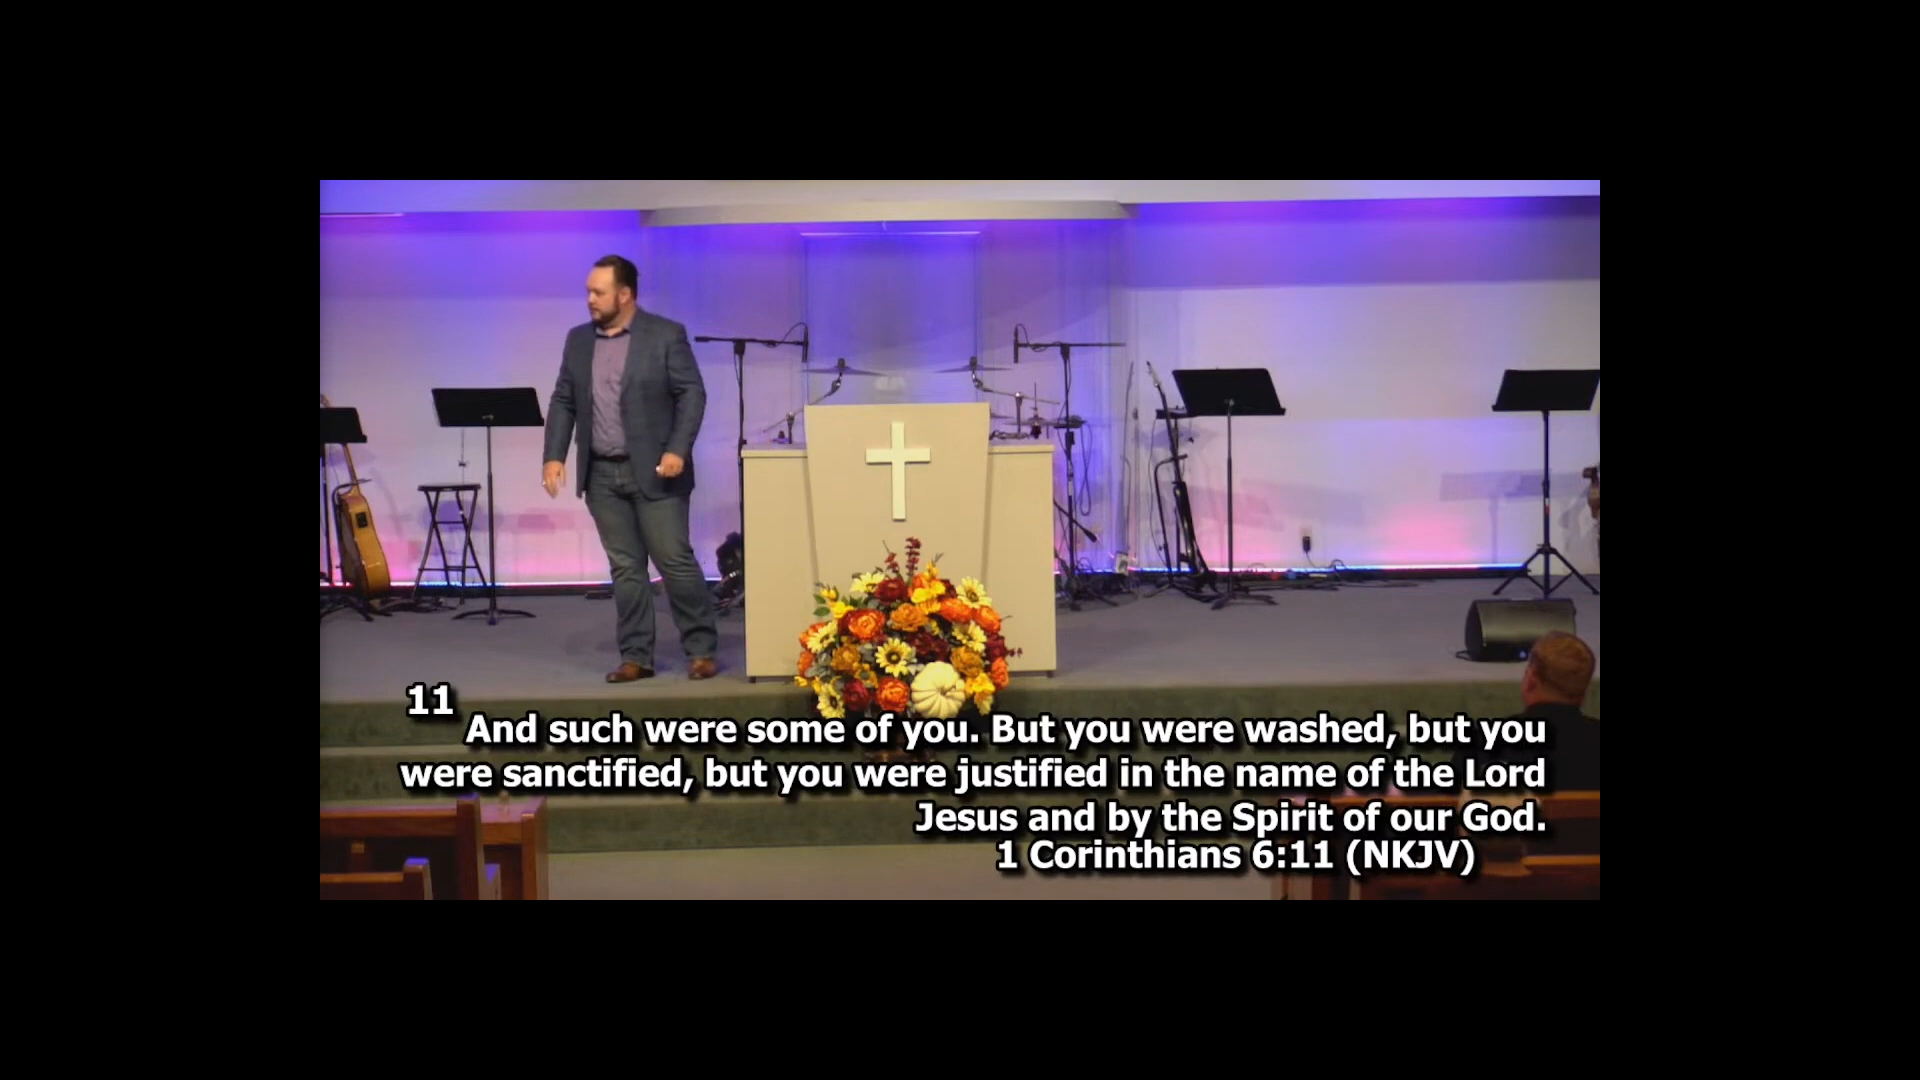 11
And such were some of you. But you were washed, but you
were sanctified, but you were justified in the name of the Lord
Jesus and by the Spirit of our God.
1 Corinthians 6:11 (NKJV)